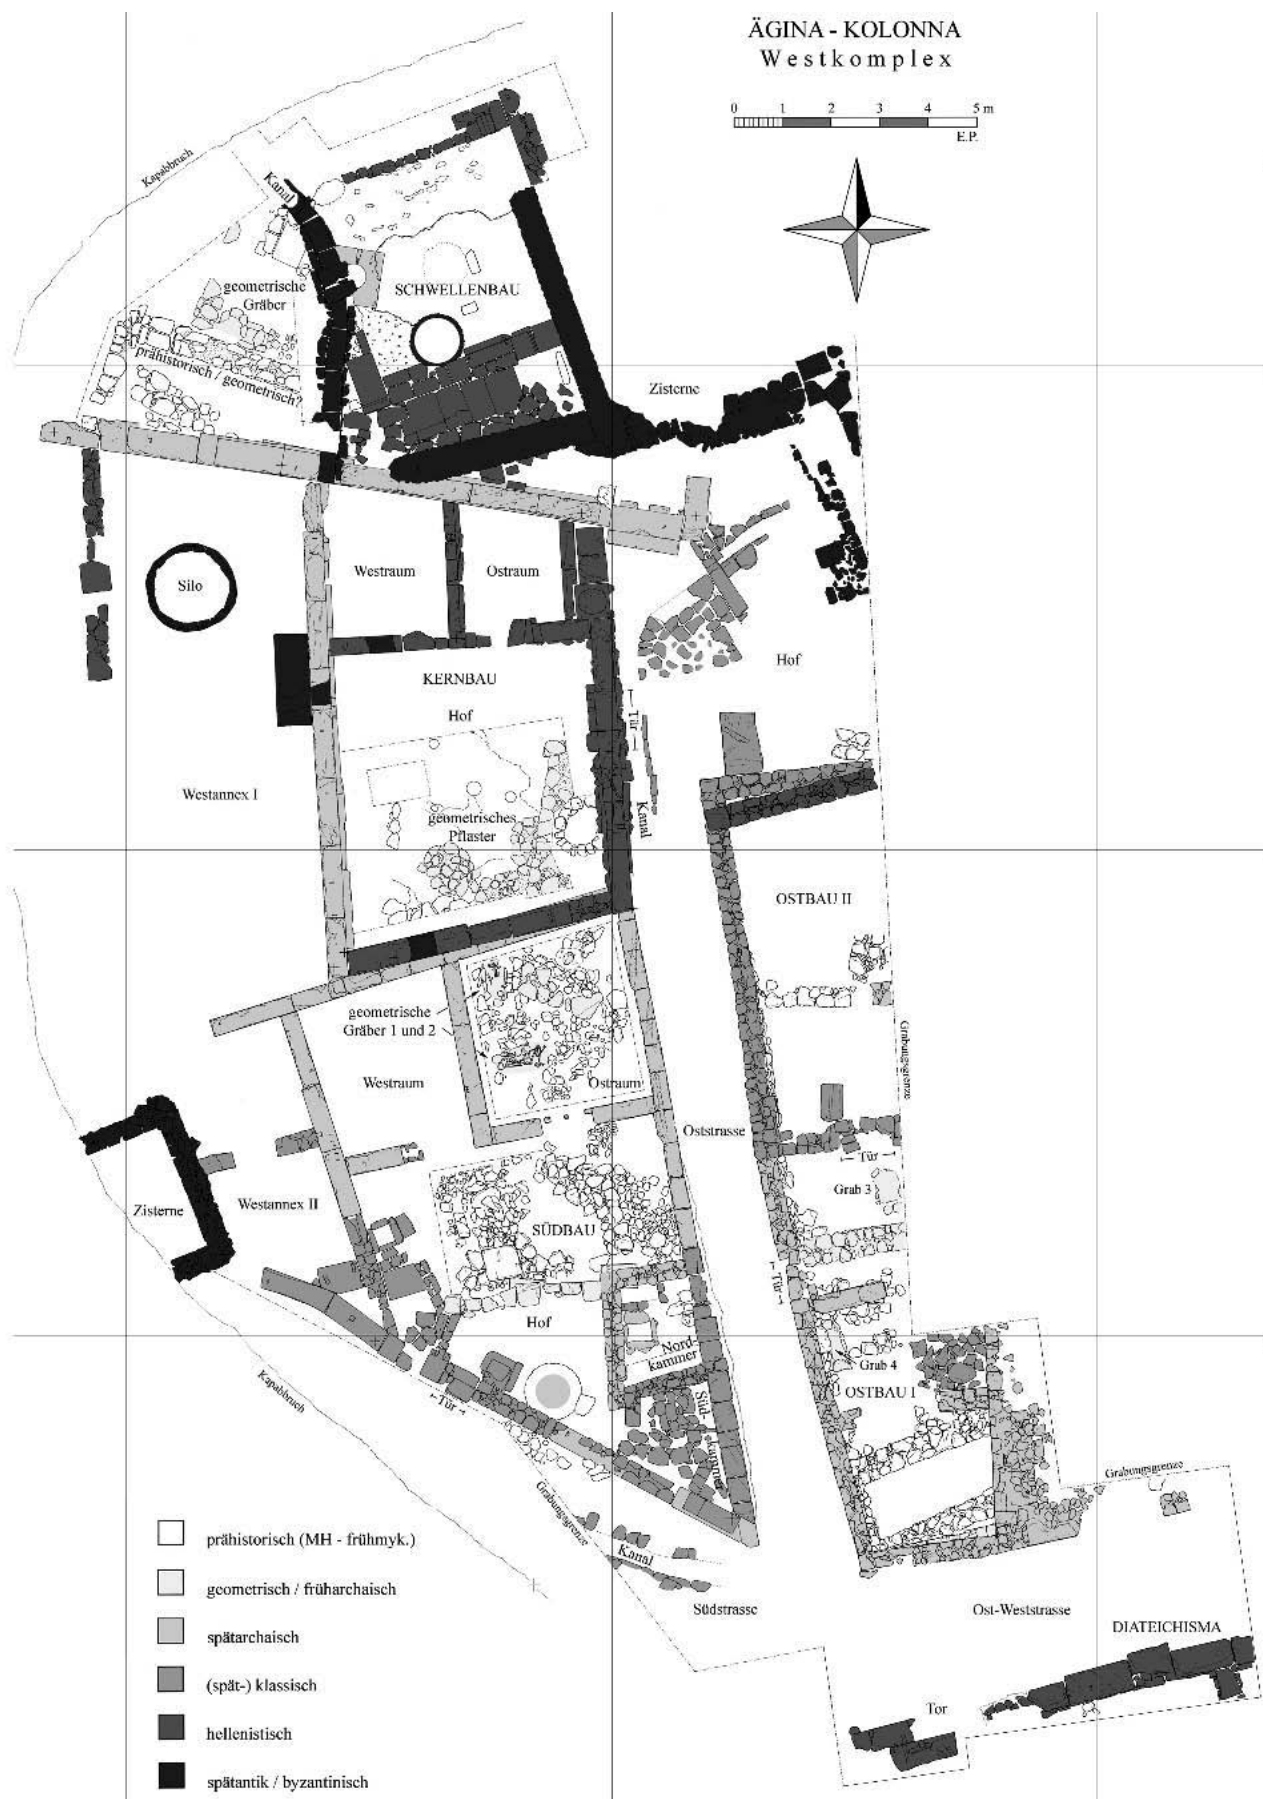 ÄGINA - KOLONNA
Westkomplex
0 1 2 3 4 5 m
E.P.
Kapabbruch
Kanal
geometrische
Gräber
SCHWELLENBAU
prähistorisch / geometrisch?
Zisterne
Silo
Westraum
Ostraum
Hof
KERNBAU
Hof
Tür
Kanal
Westannex I
geometrisches
Pflaster
OSTBAU II
geometrische
Gräber 1 und 2
Westraum
Ostraum
Grabungsgrenze
Oststrasse
Tür
Grab 3
Zisterne
Westannex II
SÜDBAU
Tür
Hof
Nord-
kammer
Grab 4
OSTBAU I
Kapabbruch
Tür
Süd-
kammer
Grabungsgrenze
Grabungsgrenze
Kanal
Südstrasse
Ost-Weststrasse
DIATEICHISMA
Tor
prähistorisch (MH - frühmyk.)
geometrisch / früharchaisch
spätarchaisch
(spät-) klassisch
hellenistisch
spätantik / byzantinisch